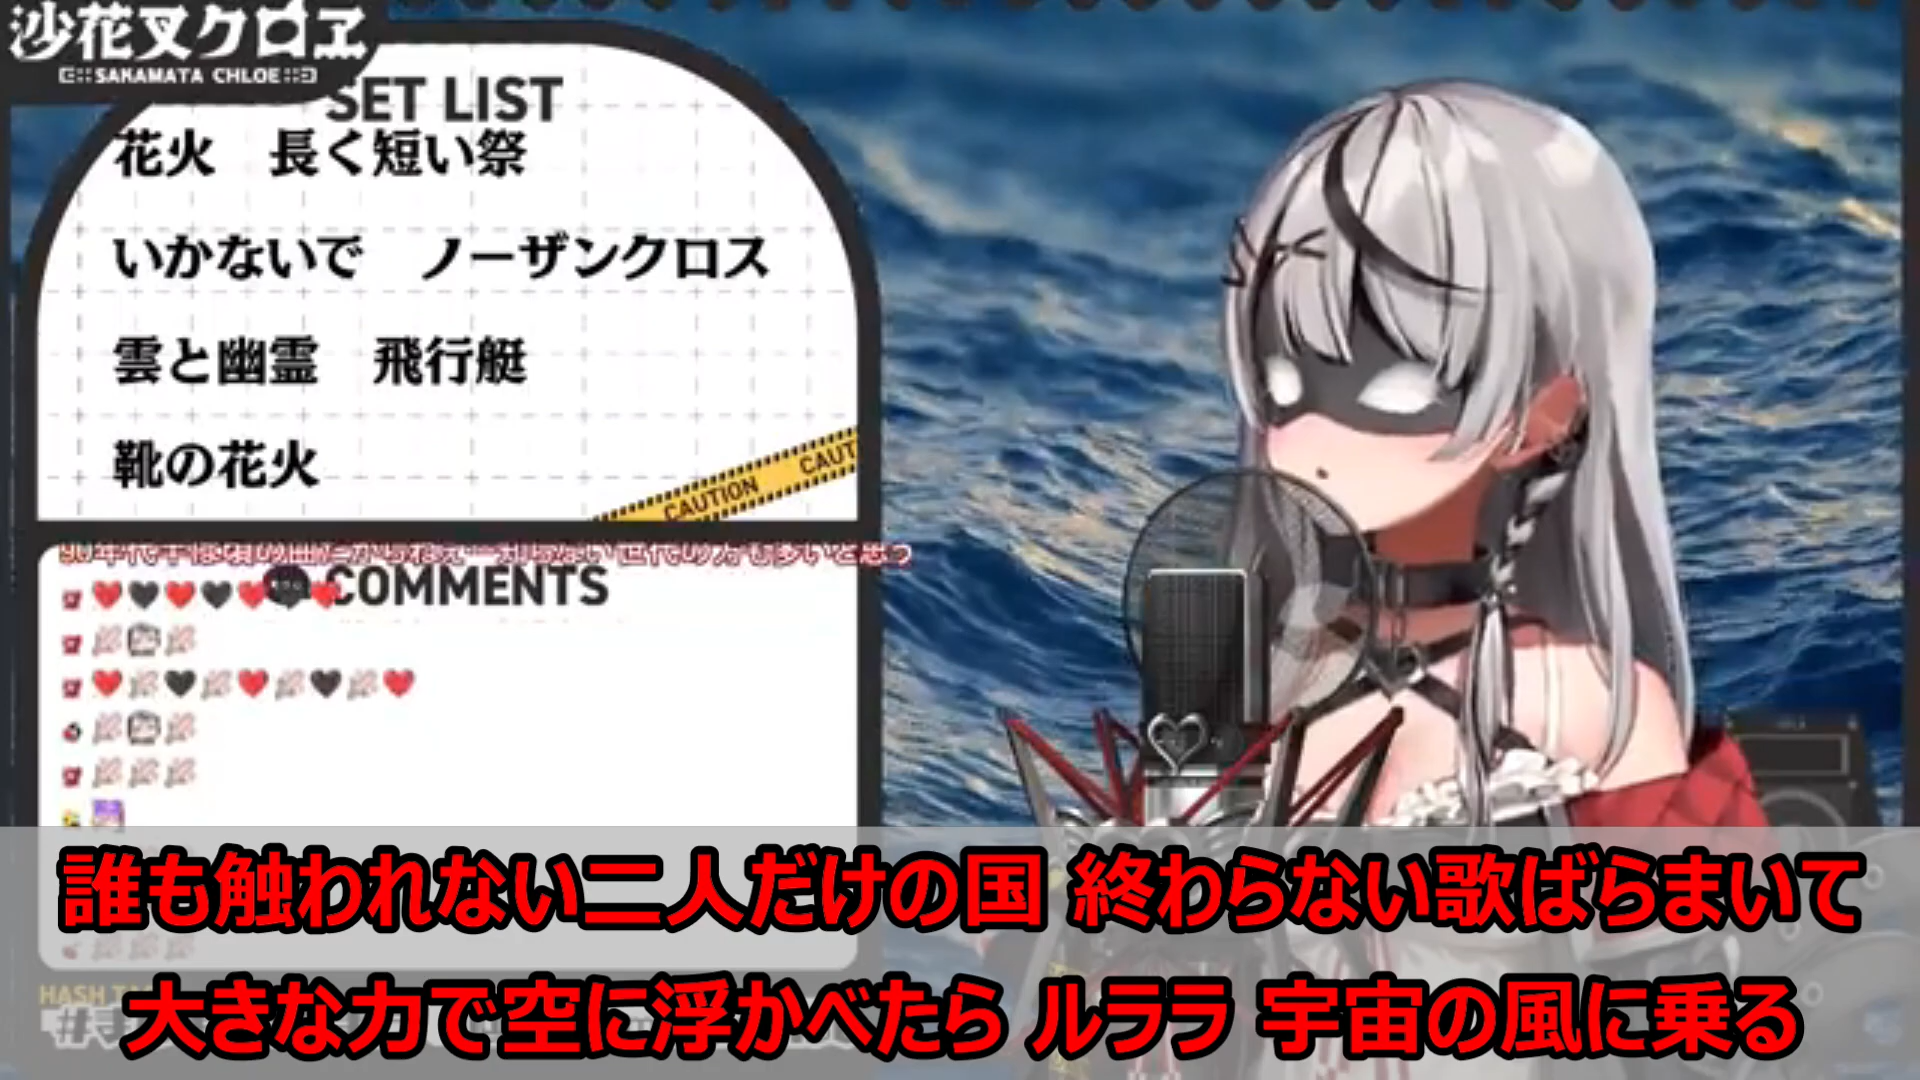 沙花叉クロヱ
SAKAMATA CHLOE
SET LIST
花火　長く短い祭
いかないで　ノーザンクロス
雲と幽霊　飛行艇
靴の花火
CAUTION
CAUT
COMMENTS
誰も触われない二人だけの国 終わらない歌ばらまいて
大きな力で空に浮かべたら ルララ 宇宙の風に乗る